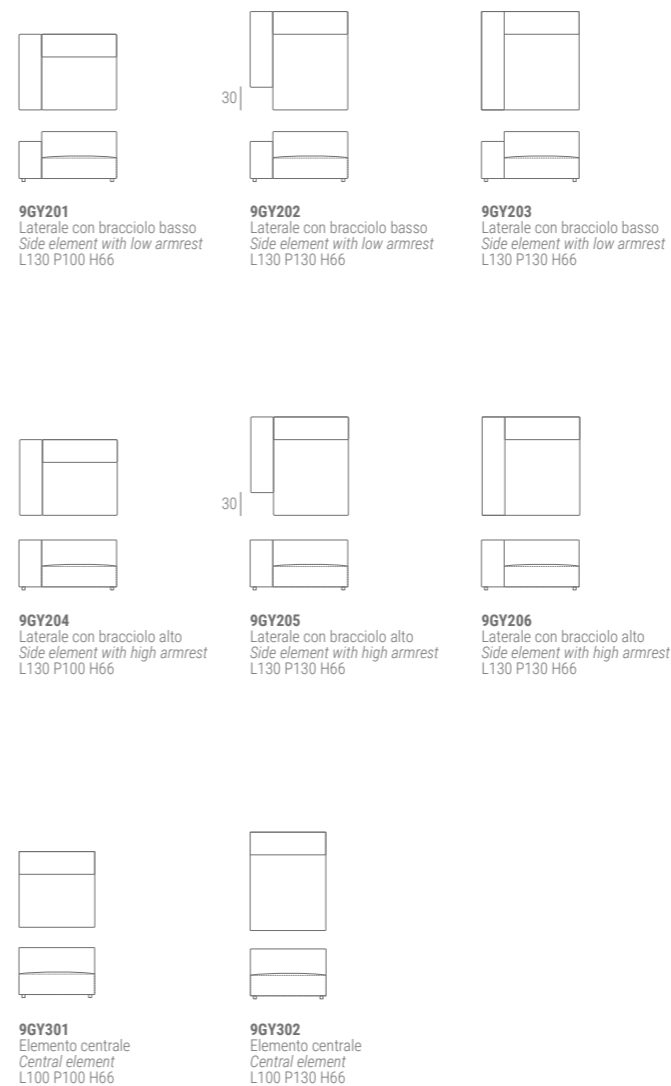 30
9GY201
Laterale con bracciolo basso
Side element with low armrest
L130 P100 H66
9GY202
Laterale con bracciolo basso
Side element with low armrest
L130 P130 H66
9GY203
Laterale con bracciolo basso
Side element with low armrest
L130 P130 H66
30
9GY204
Laterale con bracciolo alto
Side element with high armrest
L130 P100 H66
9GY205
Laterale con bracciolo alto
Side element with high armrest
L130 P130 H66
9GY206
Laterale con bracciolo alto
Side element with high armrest
L130 P130 H66
9GY301
Elemento centrale
Central element
L100 P100 H66
9GY302
Elemento centrale
Central element
L100 P130 H66